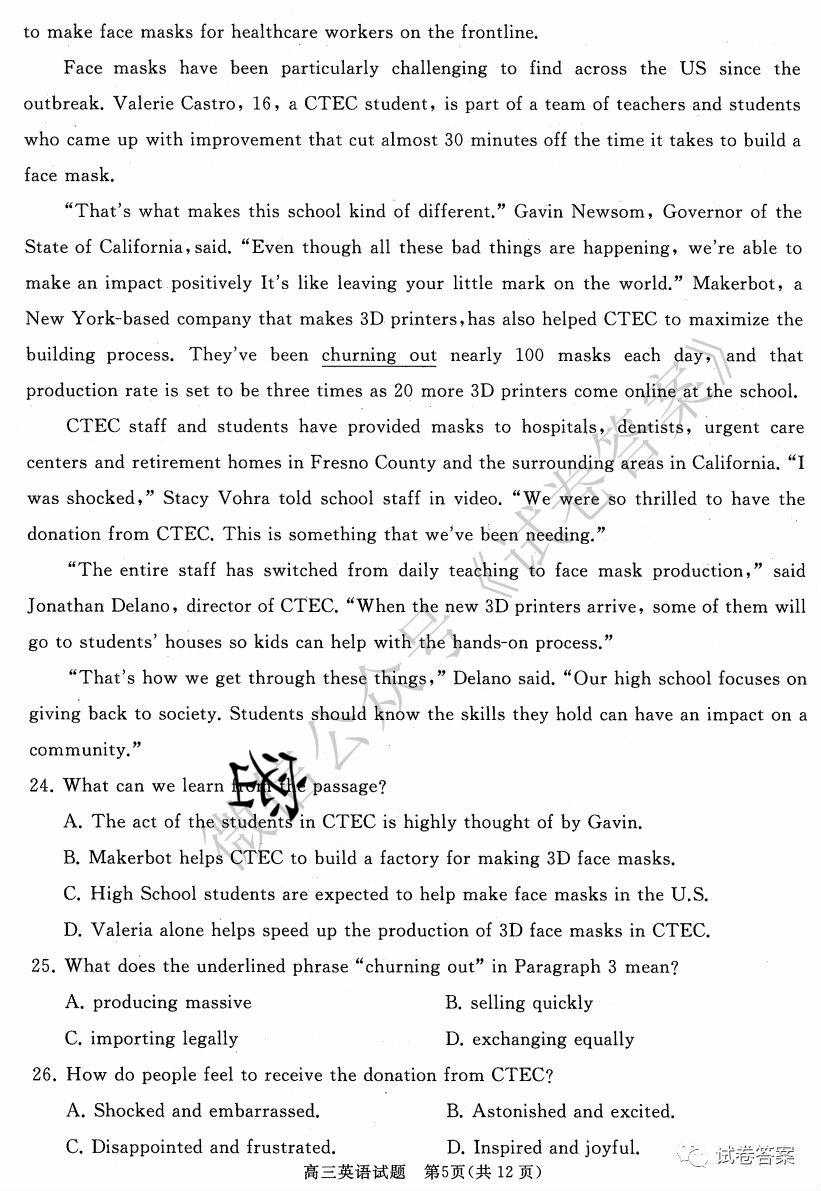 to make face masks for healthcare workers on the frontline.
Face masks have been particularly challenging to find across the US since the
outbreak. Valerie Castro, 16, a CTEC student, is part of a team of teachers and students
who came up with improvement that cut almost 30 minutes off the time it takes to build a
face mask.
“That's what makes this school kind of different.” Gavin Newsom, Governor of the
State of California, said. “Even though all these bad things are happening, we're able to
make an impact positively It's like leaving your little mark on the world.” Makerbot, a
New York-based company that makes 3D printers, has also helped CTEC to maximize the
building process. They've been churning out nearly 100 masks each day, and that
production rate is set to be three times as 20 more 3D printers come online at the school.
CTEC staff and students have provided masks to hospitals, dentists, urgent care
centers and retirement homes in Fresno County and the surrounding areas in California. “I
was shocked,” Stacy Vohra told school staff in video. “We were so thrilled to have the
donation from CTEC. This is something that we've been needing.”
“The entire staff has switched from daily teaching to face mask production,” said
Jonathan Delano, director of CTEC. “When the new 3D printers arrive, some of them will
go to students' houses so kids can help with the hands-on process.”
“That's how we get through these things,” Delano said. “Our high school focuses on
giving back to society. Students should know the skills they hold can have an impact on a
community.”
24. What can we learn from the passage?
A. The act of the students in CTEC is highly thought of by Gavin.
B. Makerbot helps CTEC to build a factory for making 3D face masks.
C. High School students are expected to help make face masks in the U.S.
D. Valeria alone helps speed up the production of 3D face masks in CTEC.
25. What does the underlined phrase “churning out” in Paragraph 3 mean?
A. producing massive B. selling quickly
C. importing legally D. exchanging equally
26. How do people feel to receive the donation from CTEC?
A. Shocked and embarrassed. B. Astonished and excited.
C. Disappointed and frustrated. D. Inspired and joyful.
高三英语试题 第5页(共12页)
微信公众号《试卷答案》
试卷答案